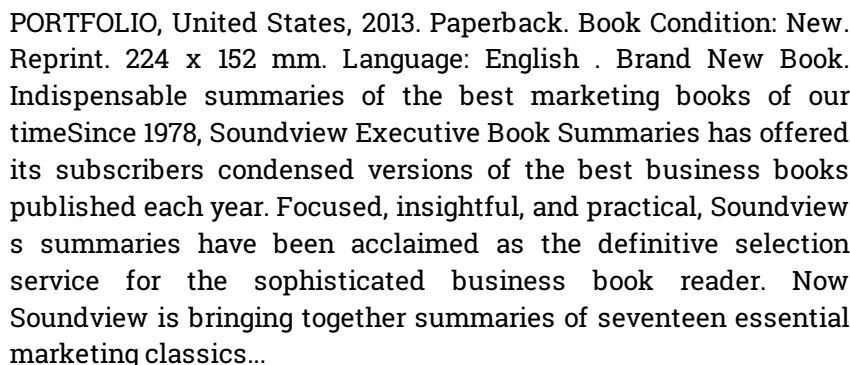 PORTFOLIO, United States, 2013. Paperback. Book Condition: New.
Reprint. 224 x 152 mm. Language: English . Brand New Book.
Indispensable summaries of the best marketing books of our
timeSince 1978, Soundview Executive Book Summaries has offered
its subscribers condensed versions of the best business books
published each year. Focused, insightful, and practical, Soundview
s summaries have been acclaimed as the definitive selection
service for the sophisticated business book reader. Now
Soundview is bringing together summaries of seventeen essential
marketing classics...